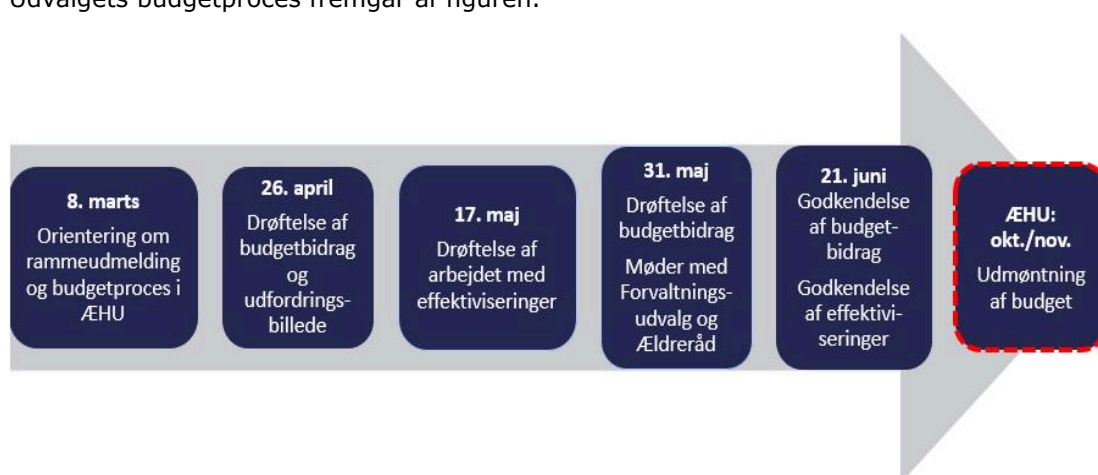 Udvalgets budgetproces fremgår af figuren.
8. marts
Orientering om
rammeudmelding
og budgetproces i
ÆHU
26. april
Drøftelse af
budgetbidrag
og
udfordrings-
billede
17. maj
Drøftelse af
arbejdet med
effektiviseringer
31. maj
Drøftelse af
budgetbidrag
Møder med
Forvaltnings-
udvalg og
Ældreråd
21. juni
Godkendelse
af budget-
bidrag
Godkendelse
af effektivi-
seringer
ÆHU:
okt./nov.
Udmøntning
af budget